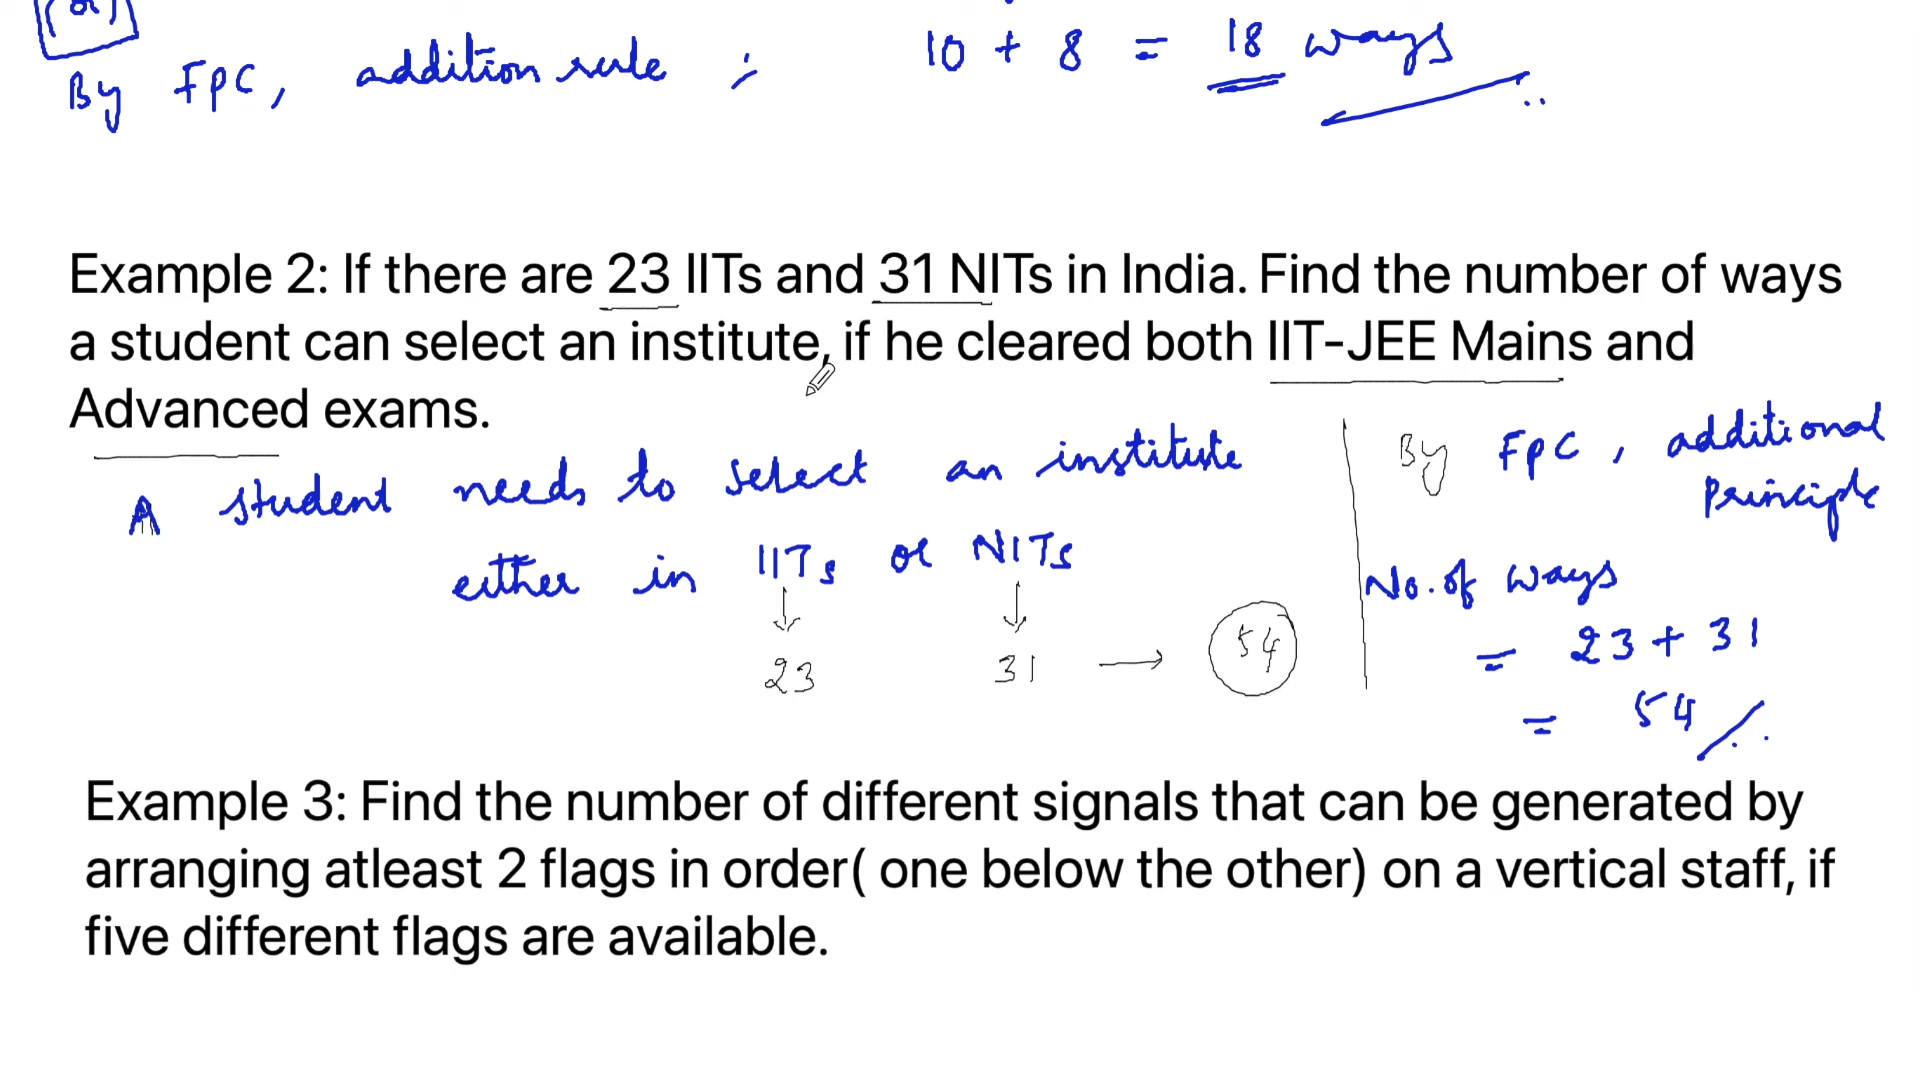 (or)
By FPC, addition rule : 10 + 8 = 18 ways
Example 2: If there are 23 IITs and 31 NITs in India. Find the number of ways
a student can select an institute, if he cleared both IIT-JEE Mains and
Advanced exams.
A student needs to select an institute
either in IITs or NITs
23 31 → 54
By FPC, additional
Principle
No. of ways
= 23 + 31
= 54
Example 3: Find the number of different signals that can be generated by
arranging atleast 2 flags in order( one below the other) on a vertical staff, if
five different flags are available.